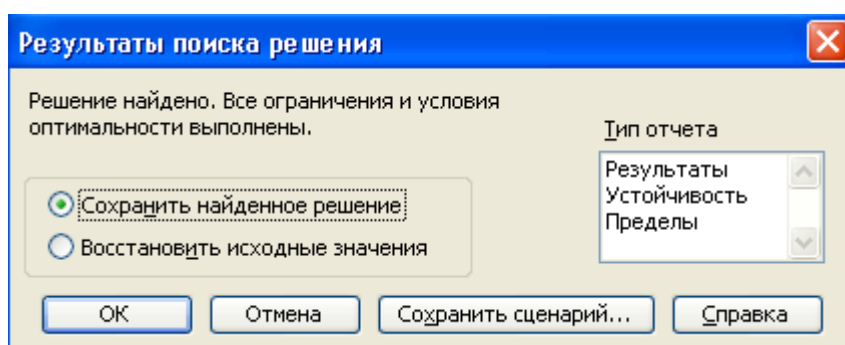 Результаты поиска решения
Решение найдено. Все ограничения и условия
оптимальности выполнены.
Тип отчета
Результаты
Устойчивость
Пределы
Сохранить найденное решение
Восстановить исходные значения
ОК
Отмена
Сохранить сценарий...
Справка